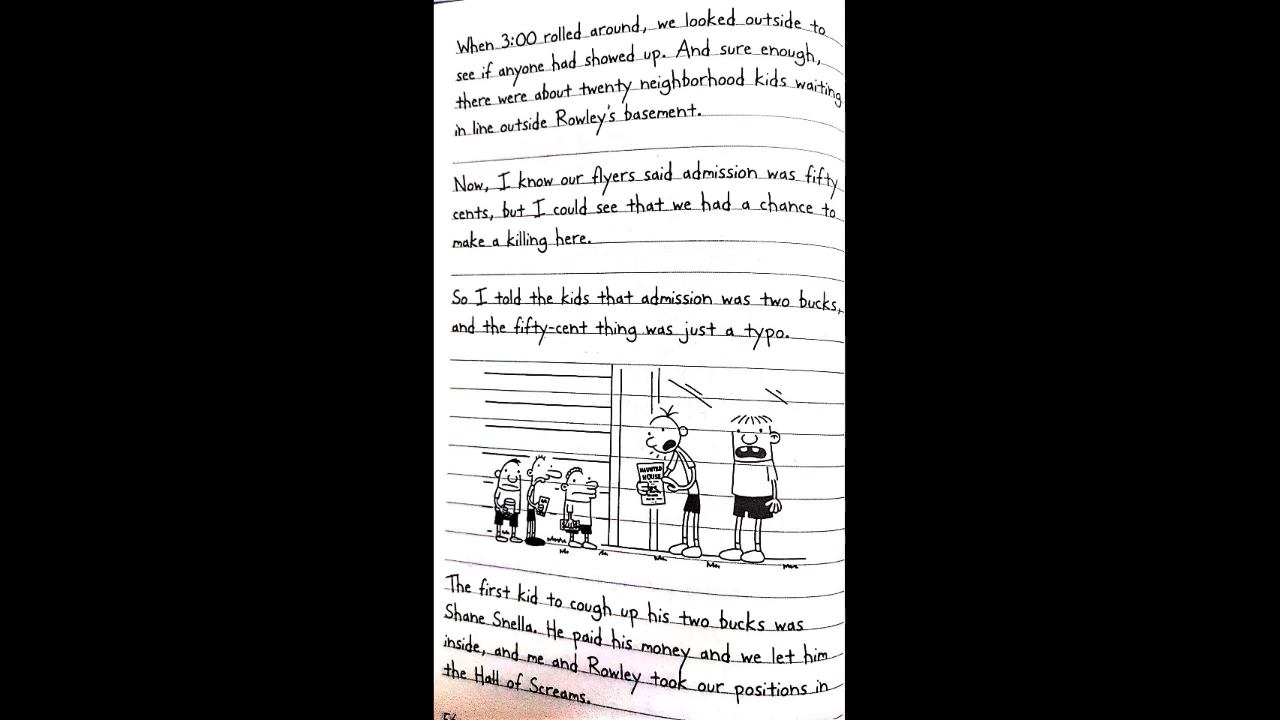 When 3:00 rolled around, we looked outside to
see if anyone had showed up. And sure enough,
there were about twenty neighborhood kids waiting
in line outside Rowley's basement.
Now, I know our flyers said admission was fifty
cents, but I could see that we had a chance to
make a killing here.
So I told the kids that admission was two bucks,
and the fifty-cent thing was just a typo.
HAUNTED
HOUSE
The first kid to cough up his two bucks was
Shane Snella. He paid his money and we let him
inside, and me and Rowley took our positions in
the Hall of Screams.